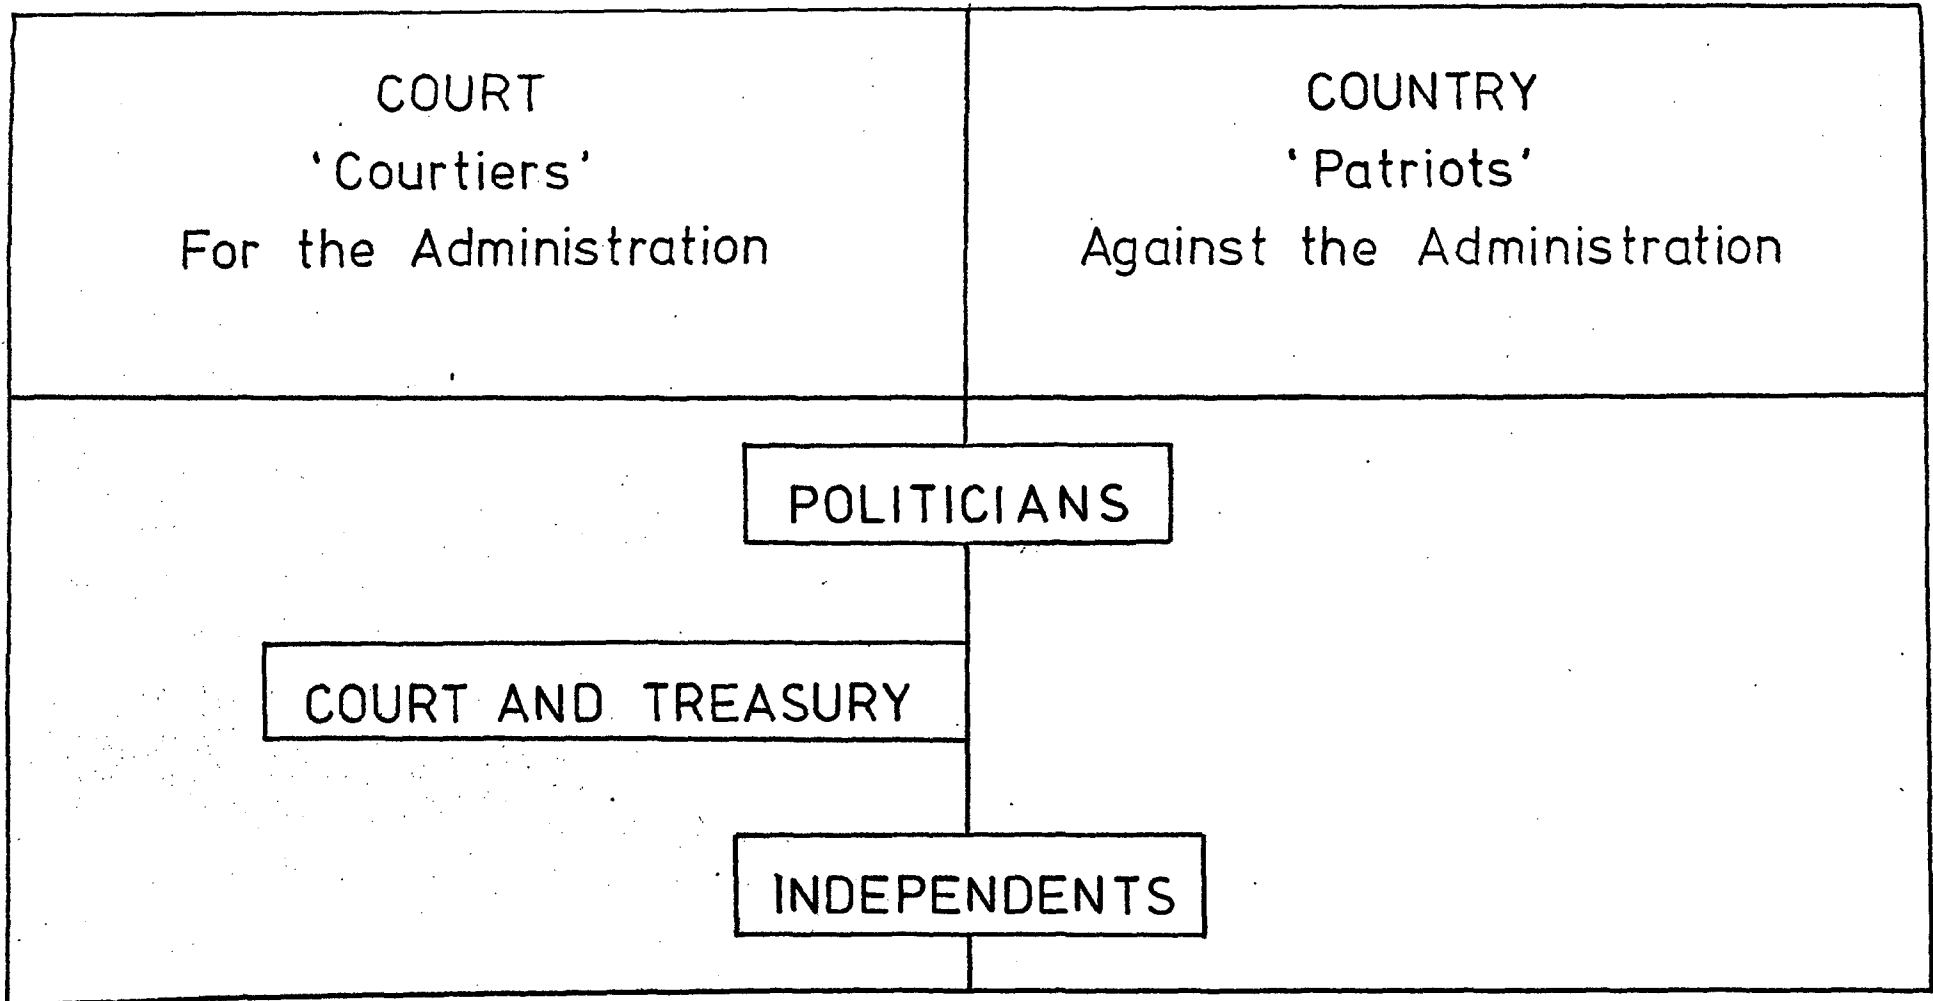 COURT
'Courtiers'
For the Administration
COUNTRY
'Patriots'
Against the Administration
POLITICIANS
COURT AND TREASURY
INDEPENDENTS